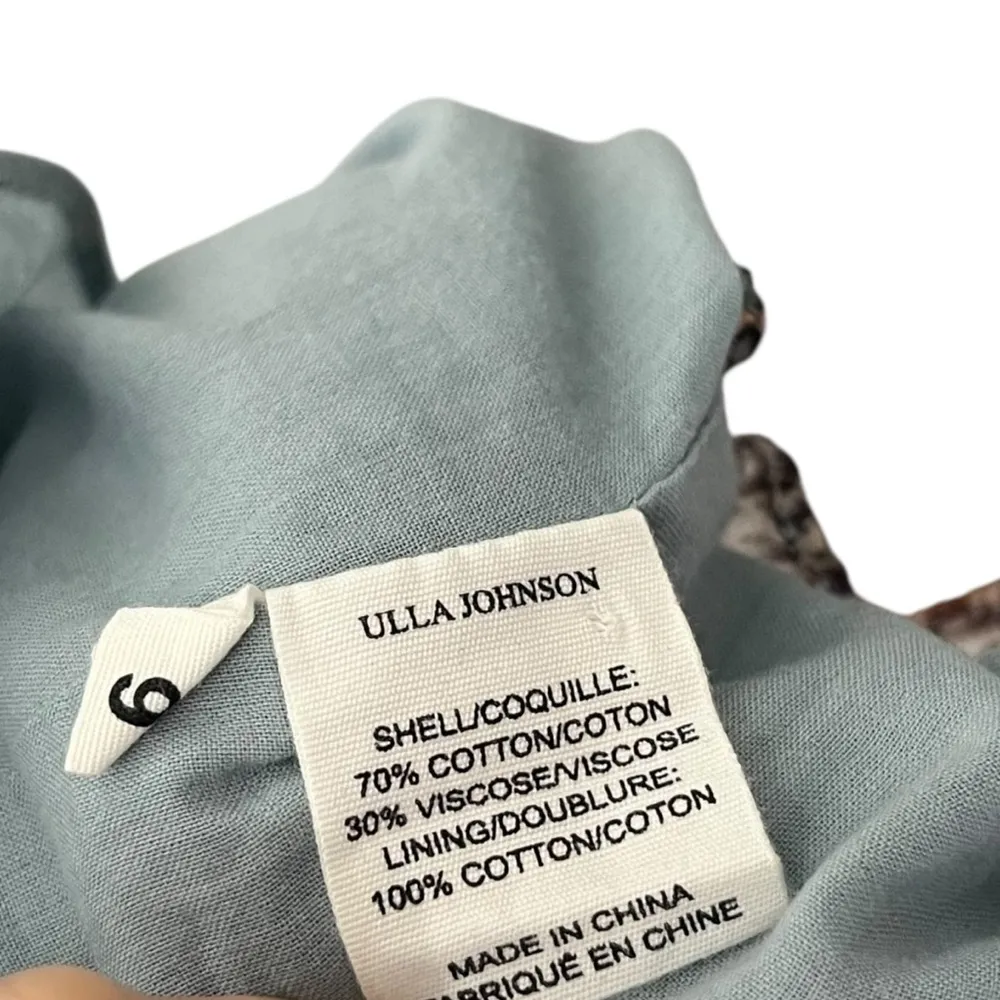 ULLA JOHNSON
6
SHELL/COQUILLE:
70% COTTON/COTON
30% VISCOSE/VISCOSE
LINING/DOUBLURE:
100% COTTON/COTON
MADE IN CHINA
FABRIQUÉ EN CHINE